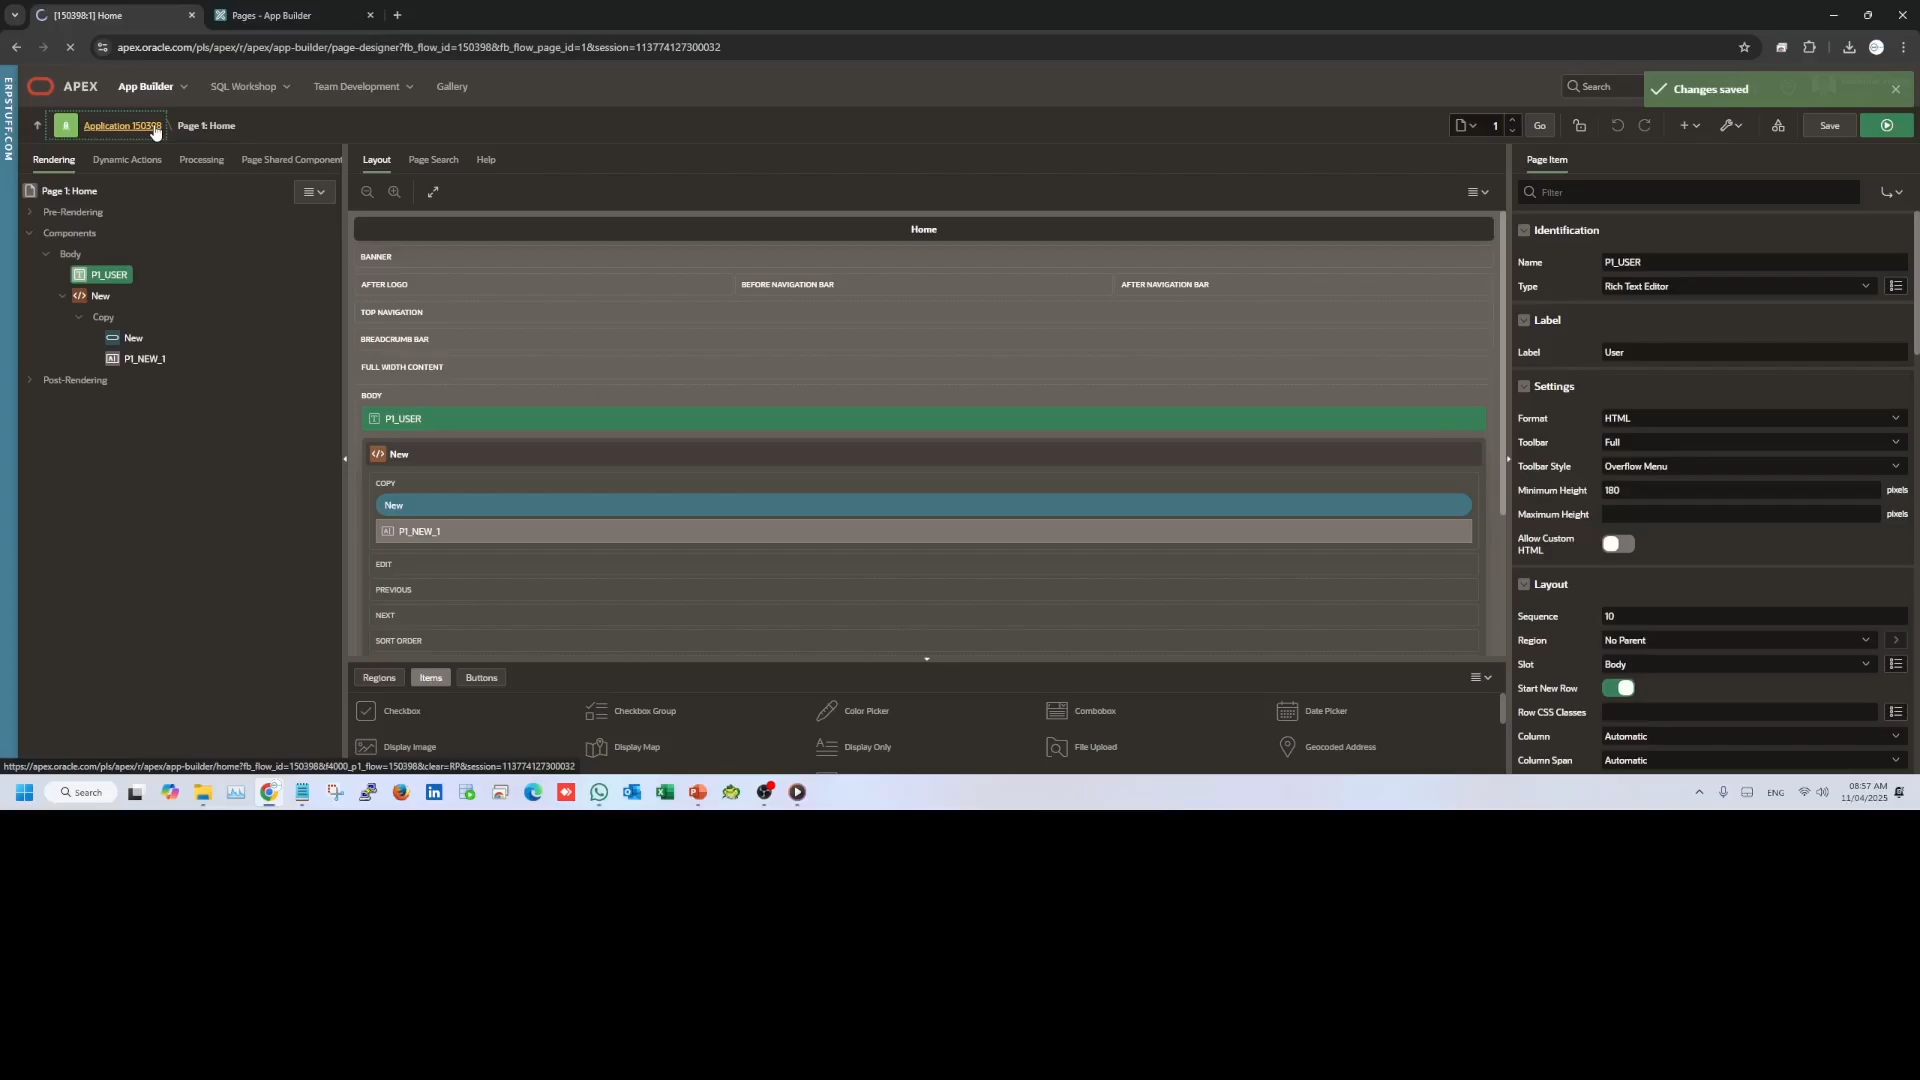 [150398:1] Home
Pages - App Builder
apex.oracle.com/pls/apex/r/apex/app-builder/page-designer?fb_flow_id=150398&fb_flow_page_id=1&session=113774127300032
ERPSTUFF.COM
APEX
App Builder
SQL Workshop
Team Development
Gallery
Search
Changes saved
Application 150398
Page 1: Home
1
Go
Save
Rendering
Dynamic Actions
Processing
Page Shared Component
Layout
Page Search
Help
Page Item
Page 1: Home
Filter
Pre-Rendering
Components
Body
P1_USER
New
Copy
New
P1_NEW_1
Post-Rendering
Home
BANNER
AFTER LOGO
BEFORE NAVIGATION BAR
AFTER NAVIGATION BAR
TOP NAVIGATION
BREADCRUMB BAR
FULL WIDTH CONTENT
BODY
P1_USER
New
COPY
New
P1_NEW_1
EDIT
PREVIOUS
NEXT
SORT ORDER
Regions
Items
Buttons
Checkbox
Checkbox Group
Color Picker
Combobox
Date Picker
Display Image
Display Map
Display Only
File Upload
Geocoded Address
Identification
Name
P1_USER
Type
Rich Text Editor
Label
Label
User
Settings
Format
HTML
Toolbar
Full
Toolbar Style
Overflow Menu
Minimum Height
180
pixels
Maximum Height
pixels
Allow Custom
HTML
Layout
Sequence
10
Region
No Parent
Slot
Body
Start New Row
Row CSS Classes
Column
Automatic
Column Span
Automatic
https://apex.oracle.com/pls/apex/r/apex/app-builder/home?fb_flow_id=150398&f4000_p1_flow=150398&clear=RP&session=113774127300032
Search
ENG
08:57 AM
11/04/2025